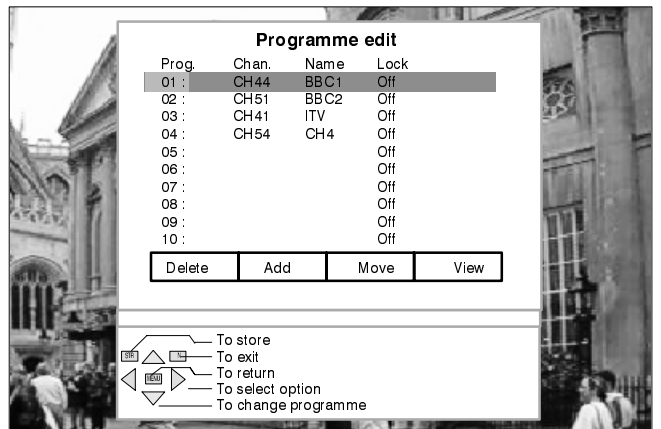 Programme edit
Prog. Chan. Name Lock
01 : CH44 BBC1 Off
02 : CH51 BBC2 Off
03 : CH41 ITV Off
04 : CH54 CH4 Off
05 : Off
06 : Off
07 : Off
08 : Off
09 : Off
10 : Off
Delete Add Move View
To store
STR N To exit
MENU To return
To select option
To change programme